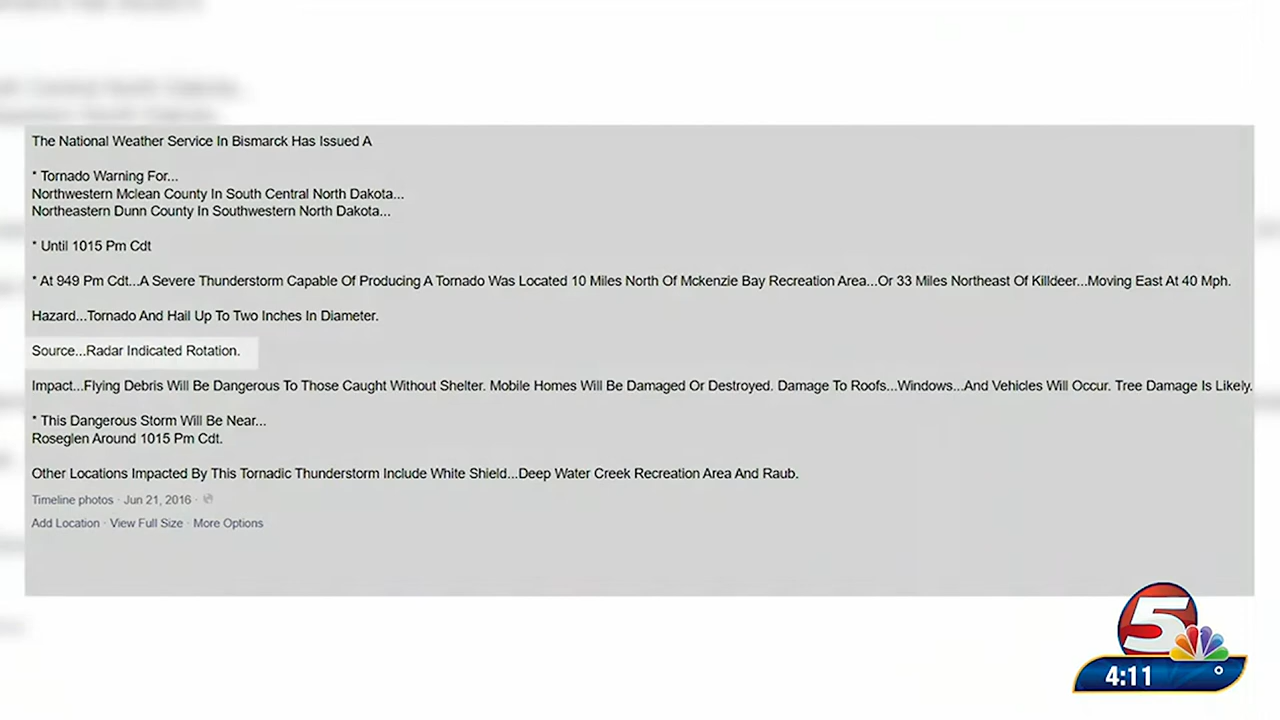 The National Weather Service In Bismarck Has Issued A
* Tornado Warning For...
Northwestern Mclean County In South Central North Dakota...
Northeastern Dunn County In Southwestern North Dakota...
* Until 1015 Pm Cdt
* At 949 Pm Cdt...A Severe Thunderstorm Capable Of Producing A Tornado Was Located 10 Miles North Of Mckenzie Bay Recreation Area...Or 33 Miles Northeast Of Killdeer...Moving East At 40 Mph.
Hazard...Tornado And Hail Up To Two Inches In Diameter.
Source...Radar Indicated Rotation.
Impact...Flying Debris Will Be Dangerous To Those Caught Without Shelter. Mobile Homes Will Be Damaged Or Destroyed. Damage To Roofs...Windows...And Vehicles Will Occur. Tree Damage Is Likely.
* This Dangerous Storm Will Be Near...
Roseglen Around 1015 Pm Cdt.
Other Locations Impacted By This Tornadic Thunderstorm Include White Shield...Deep Water Creek Recreation Area And Raub.
Timeline photos · Jun 21, 2016 ·
Add Location · View Full Size · More Options
5
4:11 °